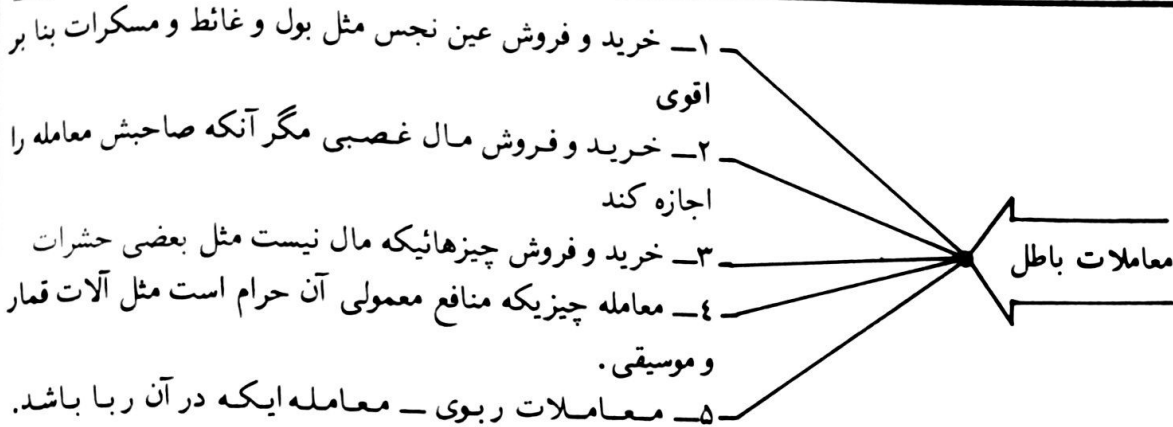 معاملات باطل
۱ــ خرید و فروش عین نجس مثل بول و غائط و مسکرات بنا بر
اقوی
۲ــ خرید و فروش مال غصبی مگر آنکه صاحبش معامله را
اجازه کند
۳ــ خرید و فروش چیزهائیکه مال نیست مثل بعضی حشرات
٤ــ معامله چیزیکه منافع معمولی آن حرام است مثل آلات قمار
و موسیقی.
۵ــ معاملات ربوی ــ معامله‌ایکه در آن ربا باشد.